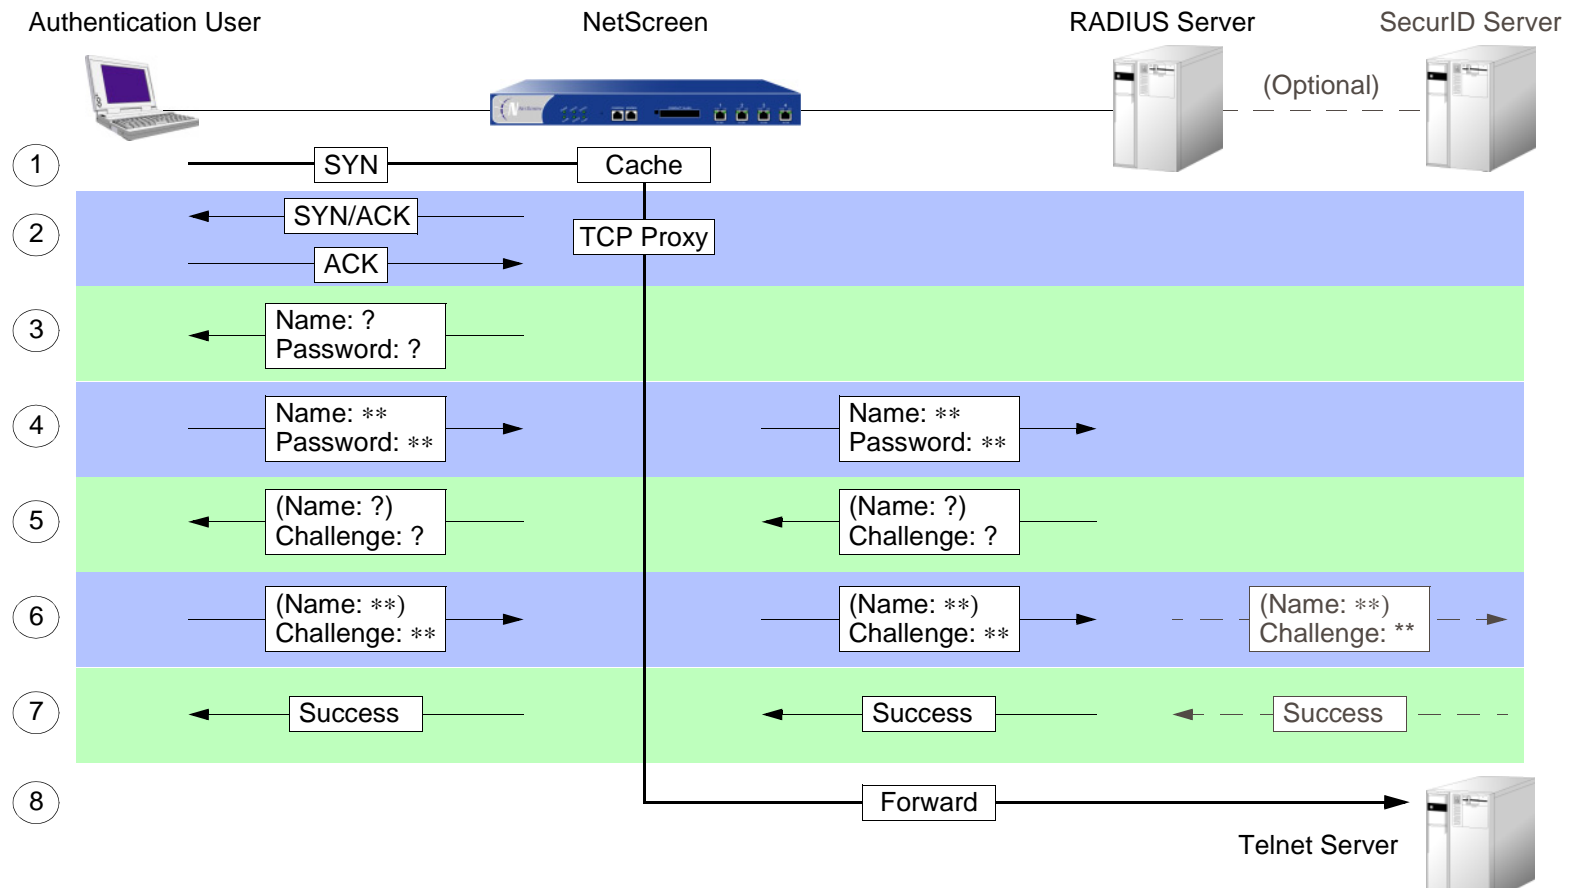 Authentication User
NetScreen
RADIUS Server
SecurID Server
(Optional)
1
SYN
Cache
2
SYN/ACK
TCP Proxy
ACK
3
Name: ?
Password: ?
4
Name: **
Password: **
Name: **
Password: **
5
(Name: ?)
Challenge: ?
(Name: ?)
Challenge: ?
6
(Name: **)
Challenge: **
(Name: **)
Challenge: **
(Name: **)
Challenge: **
7
Success
Success
Success
8
Forward
Telnet Server